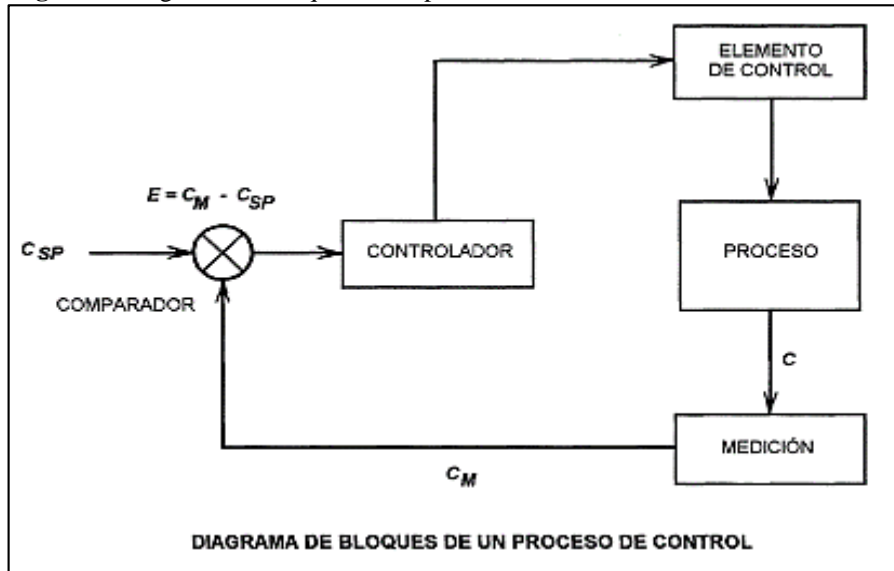 ELEMENTO
DE CONTROL
E = C_M - C_SP
C_SP
CONTROLADOR
PROCESO
COMPARADOR
C
MEDICIÓN
C_M
DIAGRAMA DE BLOQUES DE UN PROCESO DE CONTROL